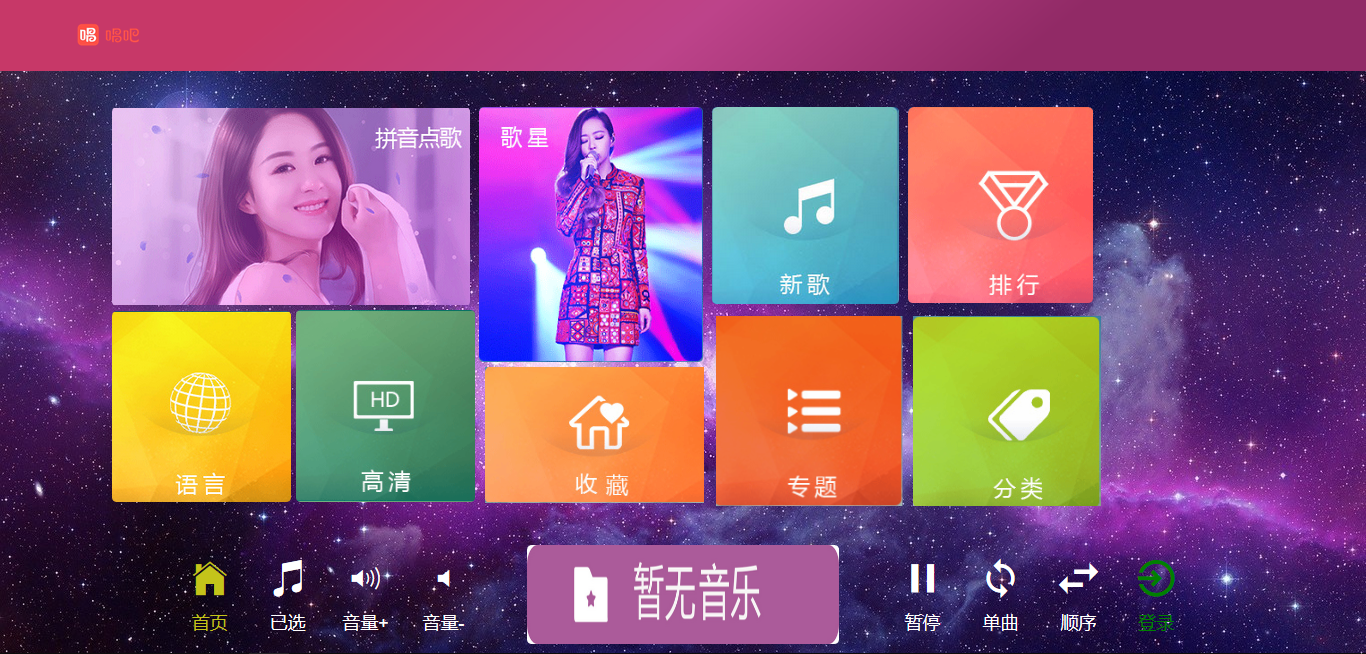 唱 唱吧
拼音点歌
歌星
新歌
排行
语言
HD
高清
收藏
专题
分类
首页
已选
音量+
音量-
暂无音乐
暂停
单曲
顺序
登录